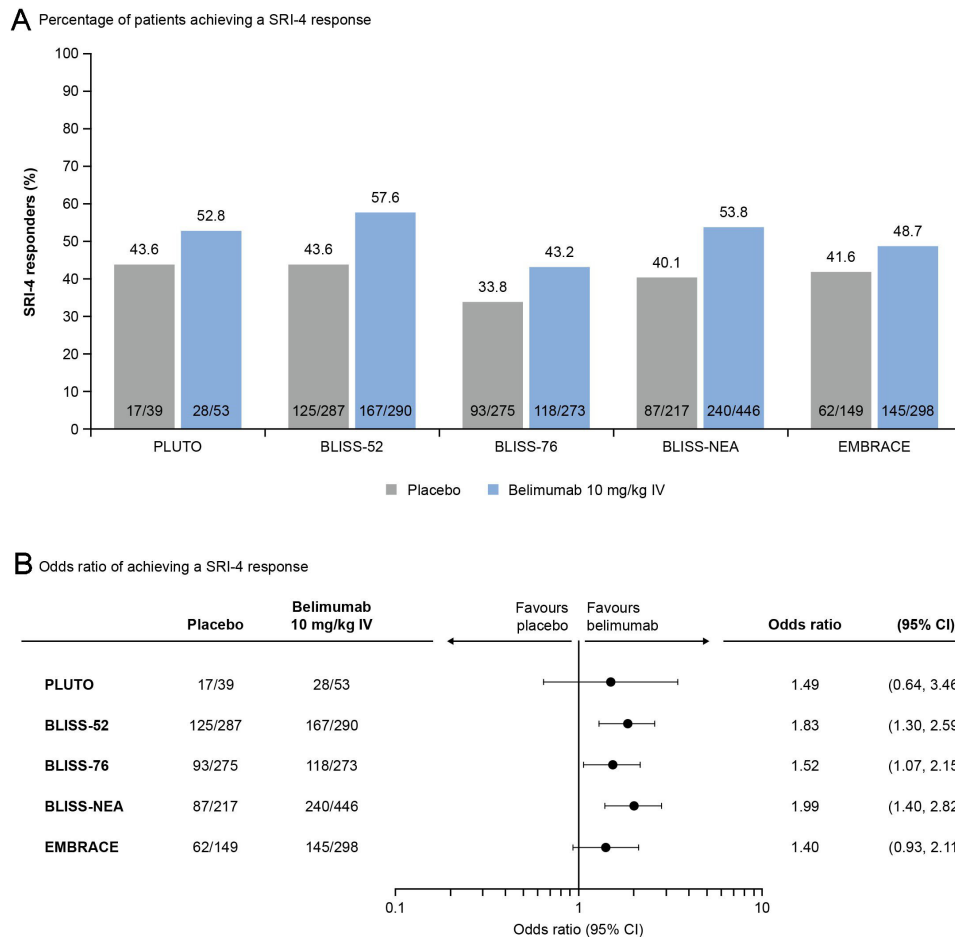 A Percentage of patients achieving a SRI-4 response
SRI-4 responders (%)
100
90
80
70
60
50
40
30
20
10
0
43.6 52.8 43.6 57.6 33.8 43.2 40.1 53.8 41.6 48.7
17/39 28/53 125/287 167/290 93/275 118/273 87/217 240/446 62/149 145/298
PLUTO BLISS-52 BLISS-76 BLISS-NEA EMBRACE
Placebo Belimumab 10 mg/kg IV
B Odds ratio of achieving a SRI-4 response
Placebo Belimumab 10 mg/kg IV Favours placebo Favours belimumab Odds ratio (95% CI)
PLUTO 17/39 28/53 1.49 (0.64, 3.46
BLISS-52 125/287 167/290 1.83 (1.30, 2.59
BLISS-76 93/275 118/273 1.52 (1.07, 2.15
BLISS-NEA 87/217 240/446 1.99 (1.40, 2.82
EMBRACE 62/149 145/298 1.40 (0.93, 2.11
0.1 1 10
Odds ratio (95% CI)